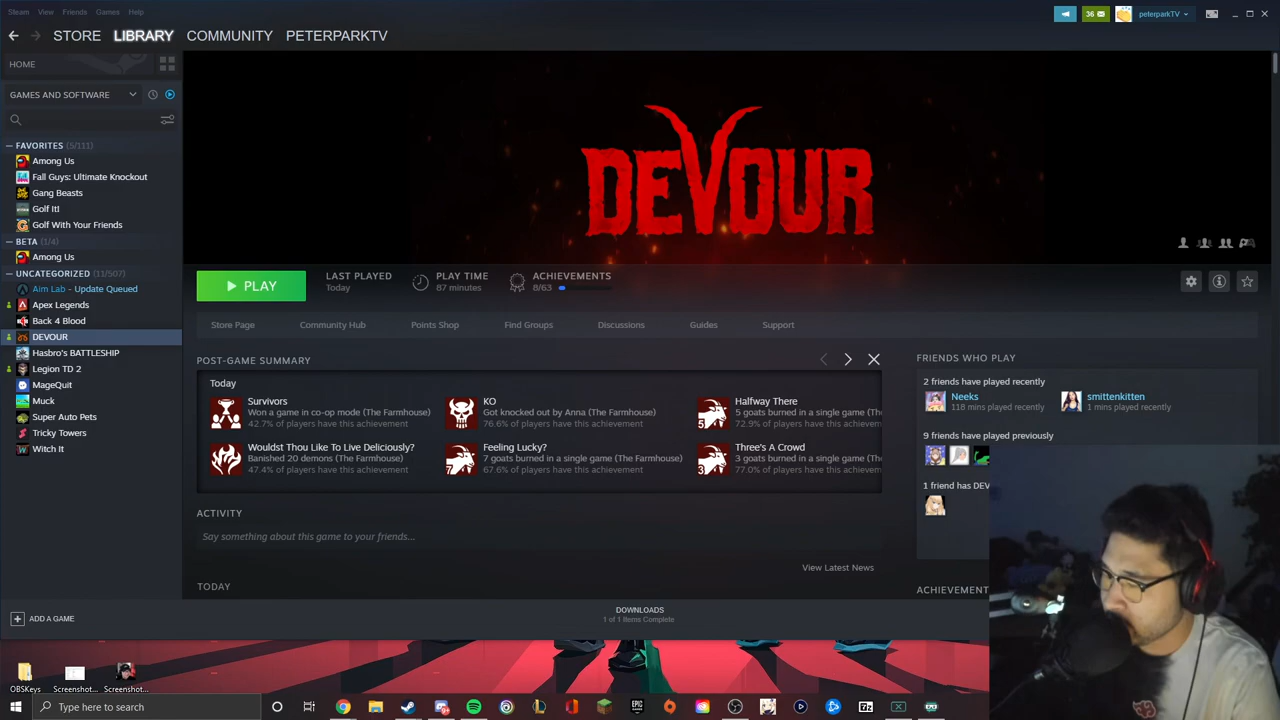 Steam View Friends Games Help
36 peterparkTV
STORE LIBRARY COMMUNITY PETERPARKTV
HOME
GAMES AND SOFTWARE
FAVORITES (5/111)
Among Us
Fall Guys: Ultimate Knockout
Gang Beasts
Golf It!
Golf With Your Friends
BETA (1/4)
Among Us
UNCATEGORIZED (11/507)
Aim Lab - Update Queued
Apex Legends
Back 4 Blood
DEVOUR
Hasbro's BATTLESHIP
Legion TD 2
MageQuit
Muck
Super Auto Pets
Tricky Towers
Witch It
ADD A GAME
DEVOUR
PLAY
LAST PLAYED
Today
PLAY TIME
87 minutes
ACHIEVEMENTS
8/63
Store Page Community Hub Points Shop Find Groups Discussions Guides Support
POST-GAME SUMMARY
Today
Survivors
Won a game in co-op mode (The Farmhouse)
42.7% of players have this achievement
KO
Got knocked out by Anna (The Farmhouse)
76.6% of players have this achievement
5
Halfway There
5 goats burned in a single game (The
72.9% of players have this achieveme
Wouldst Thou Like To Live Deliciously?
Banished 20 demons (The Farmhouse)
47.4% of players have this achievement
7
Feeling Lucky?
7 goats burned in a single game (The Farmhouse)
67.6% of players have this achievement
3
Three's A Crowd
3 goats burned in a single game (The
77.0% of players have this achieveme
ACTIVITY
Say something about this game to your friends...
View Latest News
TODAY
FRIENDS WHO PLAY
2 friends have played recently
Neeks
118 mins played recently
smittenkitten
1 mins played recently
9 friends have played previously
1 friend has DEV
ACHIEVEMEN
DOWNLOADS
1 of 1 Items Complete
OBSKeys Screenshot... Screenshot...
Type here to search
EPIC GAMES